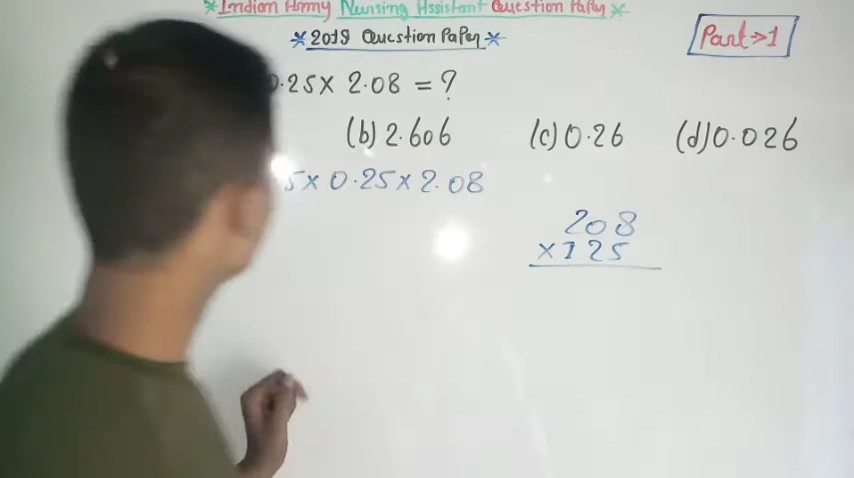 *Indian Army Nursing Assistant Question Paper*
*2019 Question Paper*
Part→1
0.25× 2.08 = ?
(b) 2.606 (c) 0.26 (d) 0.026
5× 0.25× 2.08
208
×125